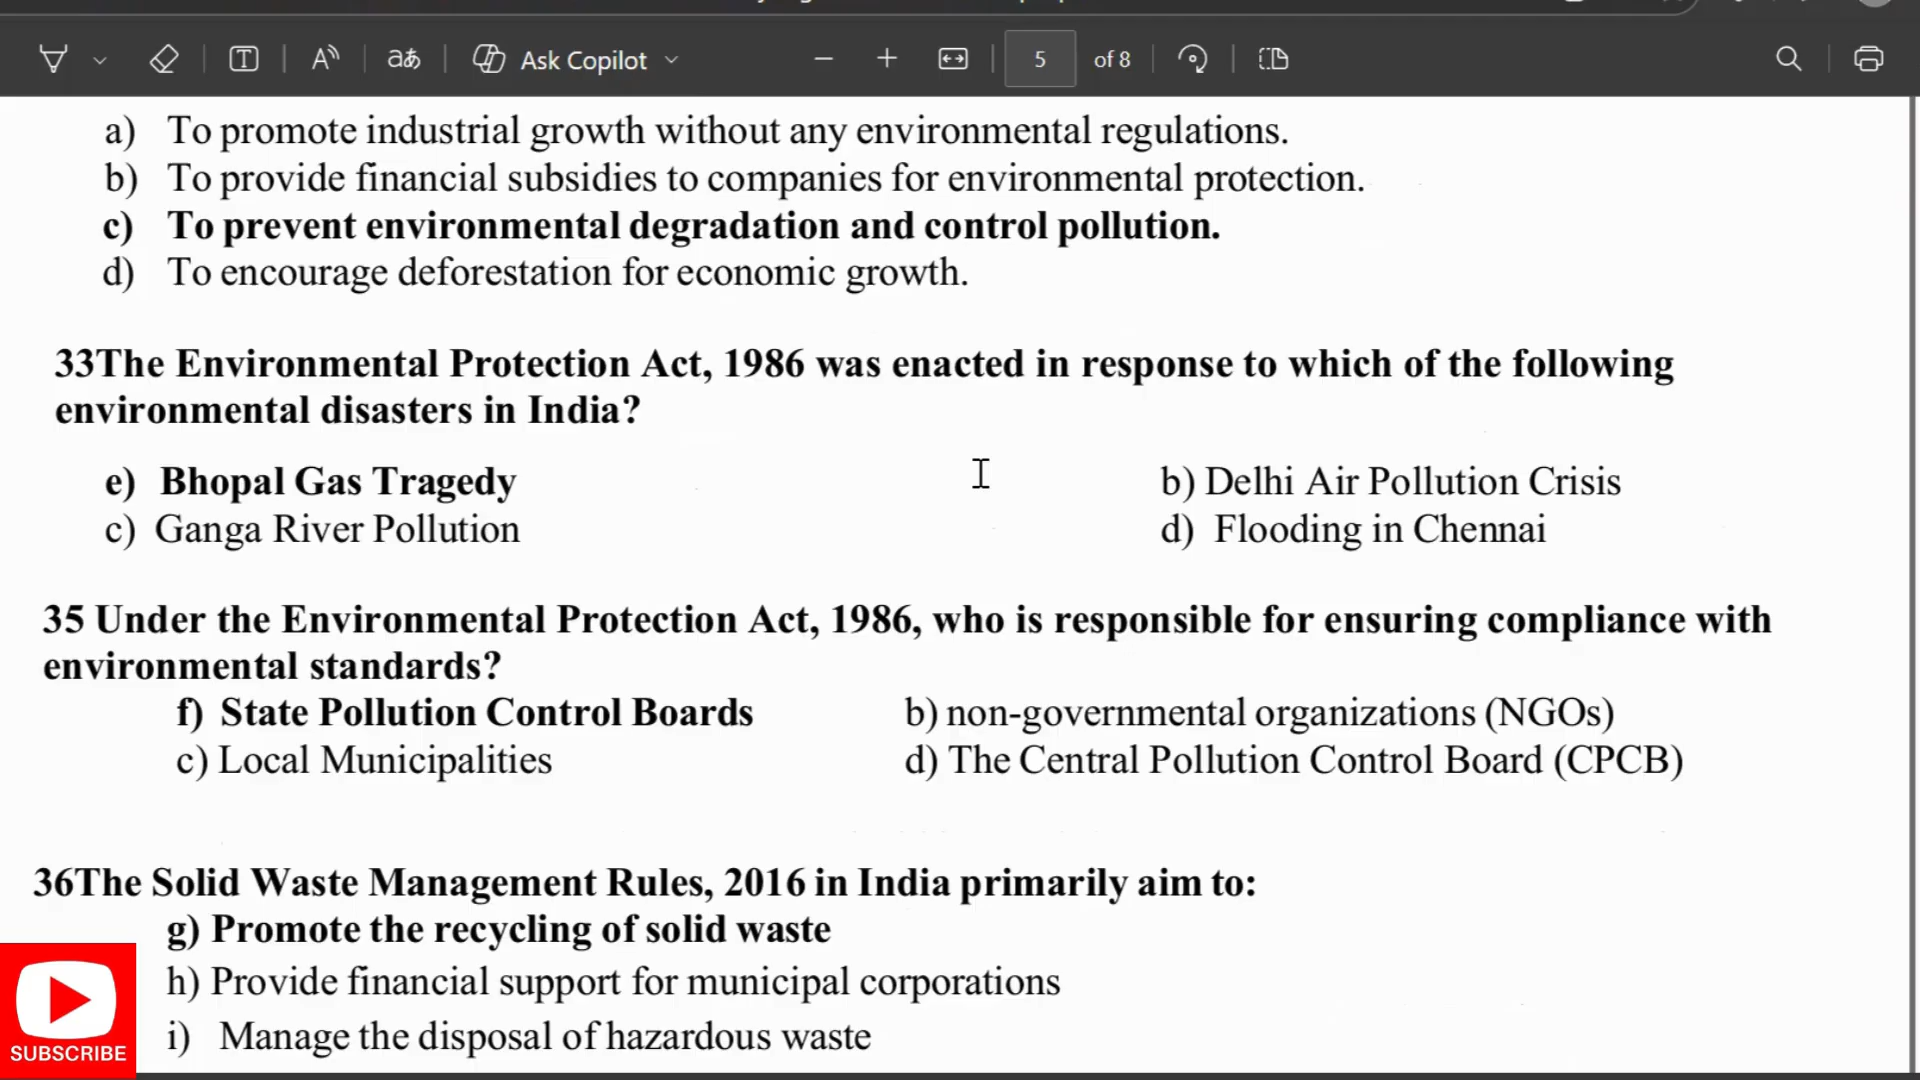 Ask Copilot
5 of 8
a) To promote industrial growth without any environmental regulations.
b) To provide financial subsidies to companies for environmental protection.
c) To prevent environmental degradation and control pollution.
d) To encourage deforestation for economic growth.
33The Environmental Protection Act, 1986 was enacted in response to which of the following
environmental disasters in India?
e) Bhopal Gas Tragedy b) Delhi Air Pollution Crisis
c) Ganga River Pollution d) Flooding in Chennai
35 Under the Environmental Protection Act, 1986, who is responsible for ensuring compliance with
environmental standards?
f) State Pollution Control Boards b) non-governmental organizations (NGOs)
c) Local Municipalities d) The Central Pollution Control Board (CPCB)
36The Solid Waste Management Rules, 2016 in India primarily aim to:
g) Promote the recycling of solid waste
h) Provide financial support for municipal corporations
i) Manage the disposal of hazardous waste
SUBSCRIBE